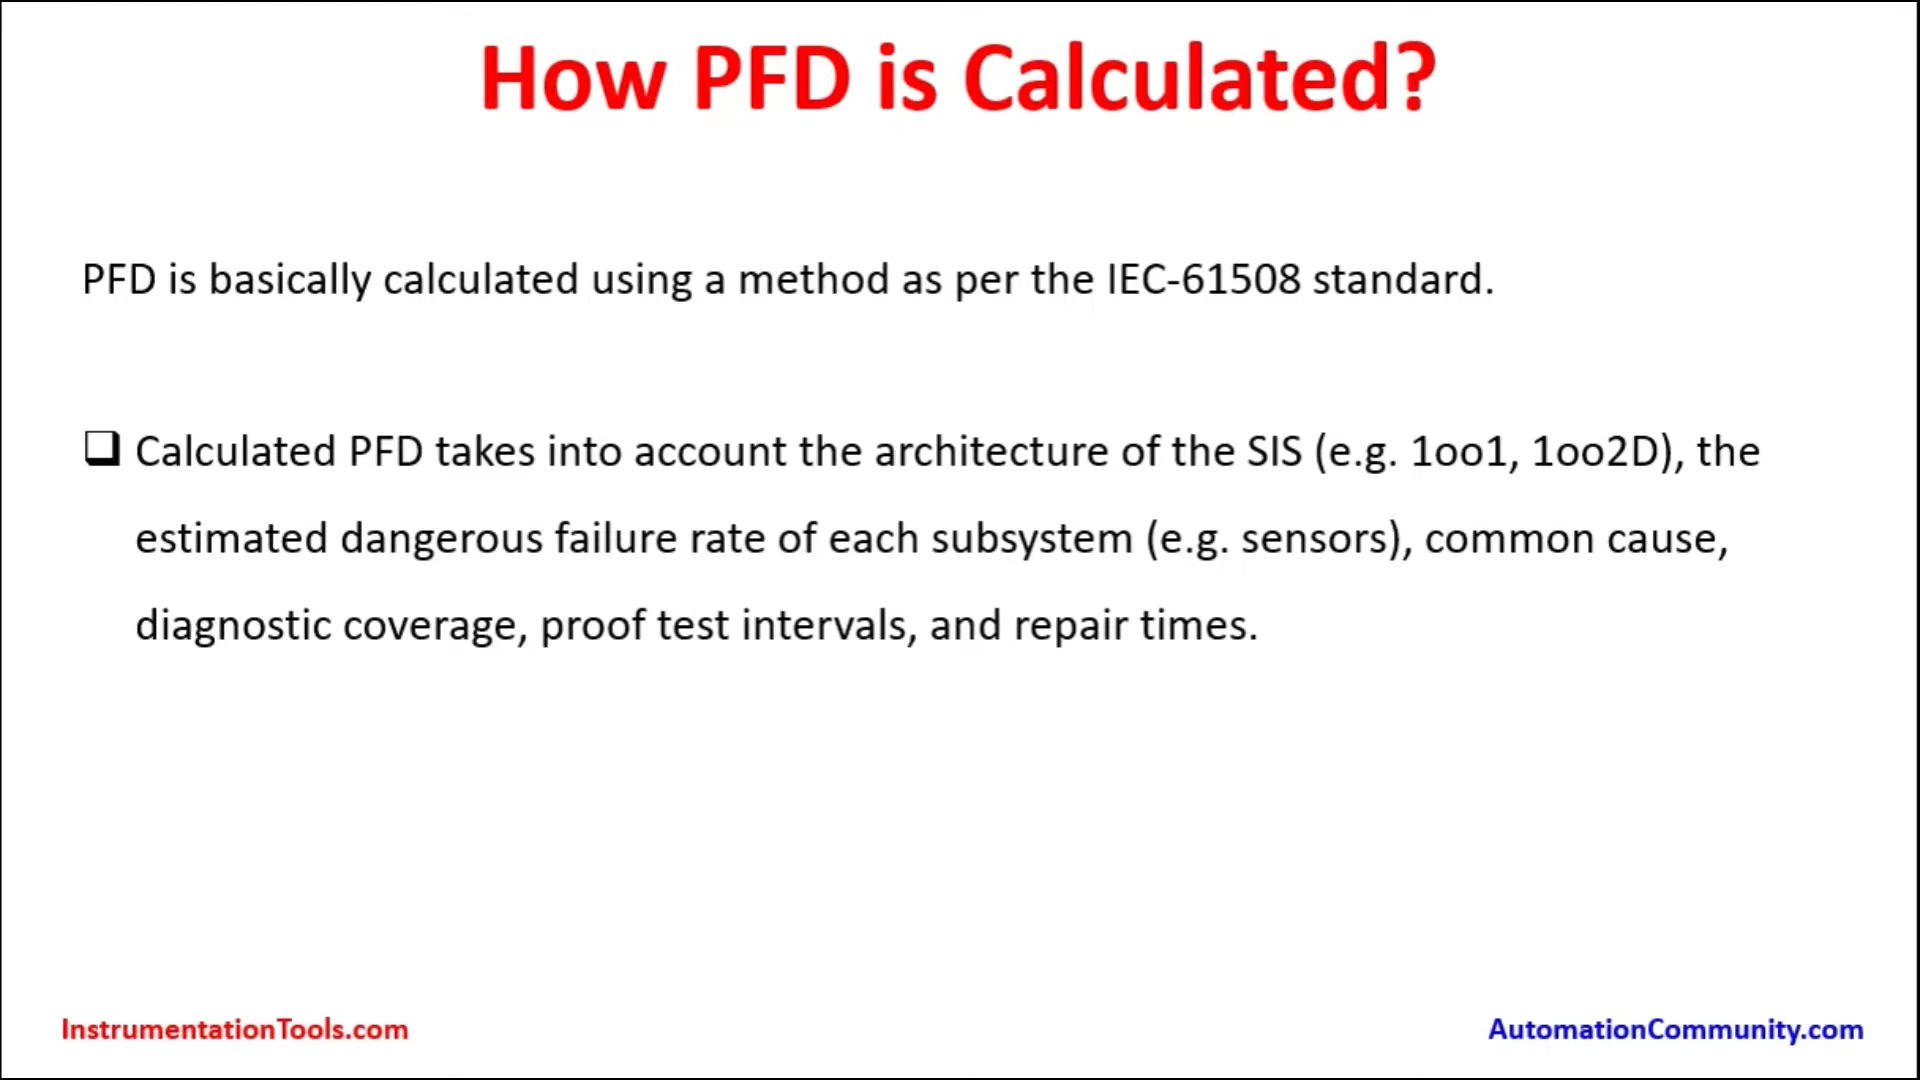 How PFD is Calculated?
PFD is basically calculated using a method as per the IEC-61508 standard.
Calculated PFD takes into account the architecture of the SIS (e.g. 1oo1, 1oo2D), the
estimated dangerous failure rate of each subsystem (e.g. sensors), common cause,
diagnostic coverage, proof test intervals, and repair times.
InstrumentationTools.com
AutomationCommunity.com